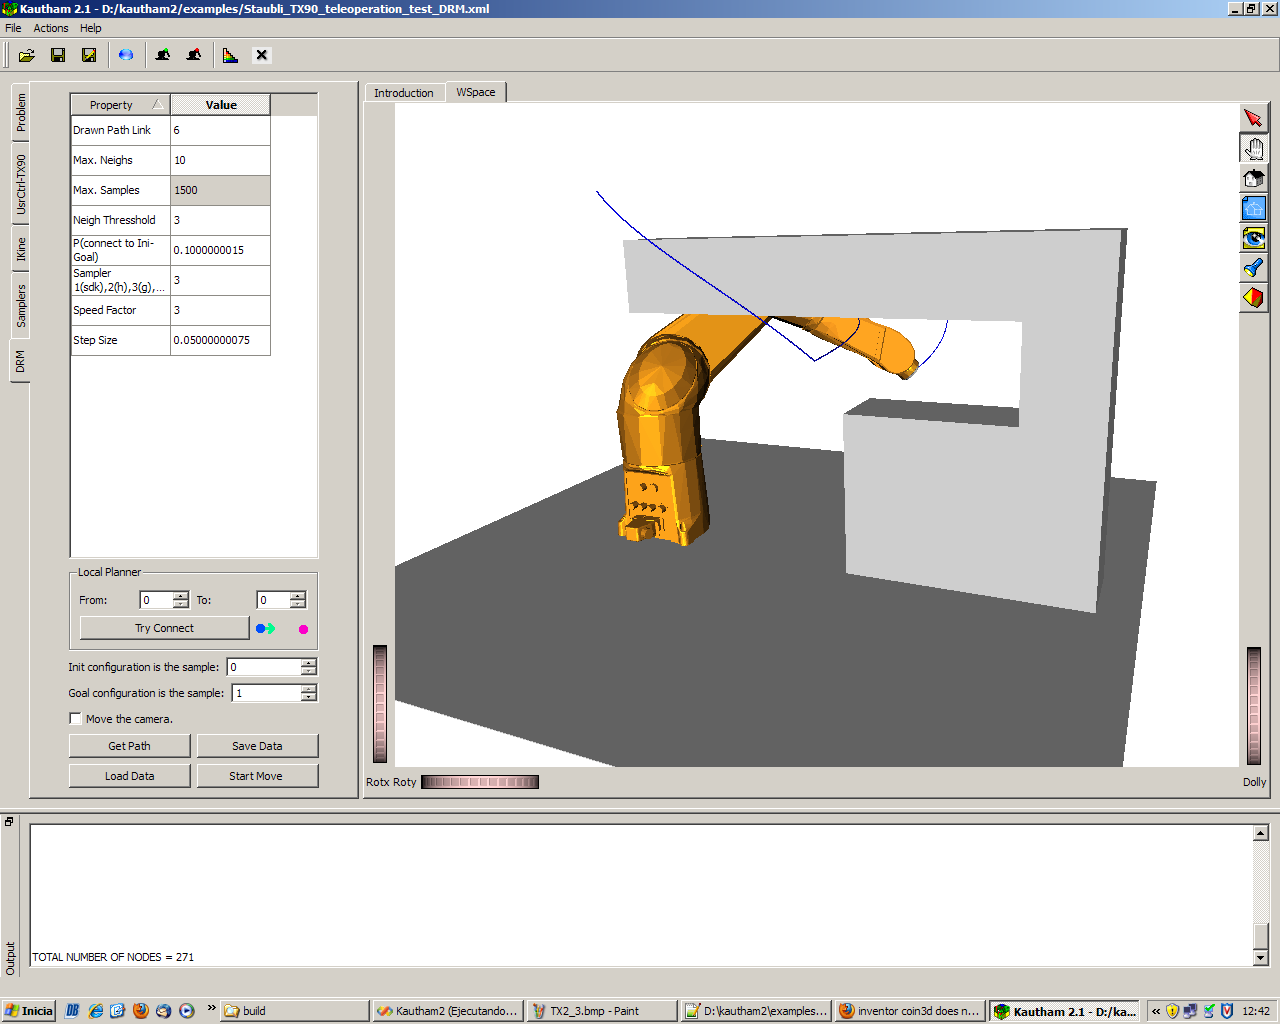 Kautham 2.1 - D:/kautham2/examples/Staubli_TX90_teleoperation_test_DRM.xml
File Actions Help
Problem
UsrCtrl-TX90
IKine
Samplers
DRM
Property Value
Drawn Path Link 6
Max. Neighs 10
Max. Samples 1500
Neigh Thresshold 3
P(connect to Ini-
Goal) 0.1000000015
Sampler
1(sdk),2(h),3(g),... 3
Speed Factor 3
Step Size 0.05000000075
Local Planner
From: 0 To: 0
Try Connect
Init configuration is the sample: 0
Goal configuration is the sample: 1
Move the camera.
Get Path Save Data
Load Data Start Move
Introduction WSpace
Rotx Roty Dolly
Output
TOTAL NUMBER OF NODES = 271
Inicia DB » build Kautham2 (Ejecutando... TX2_3.bmp - Paint D:\kautham2\examples... inventor coin3d does n... Kautham 2.1 - D:/ka... « 12:42